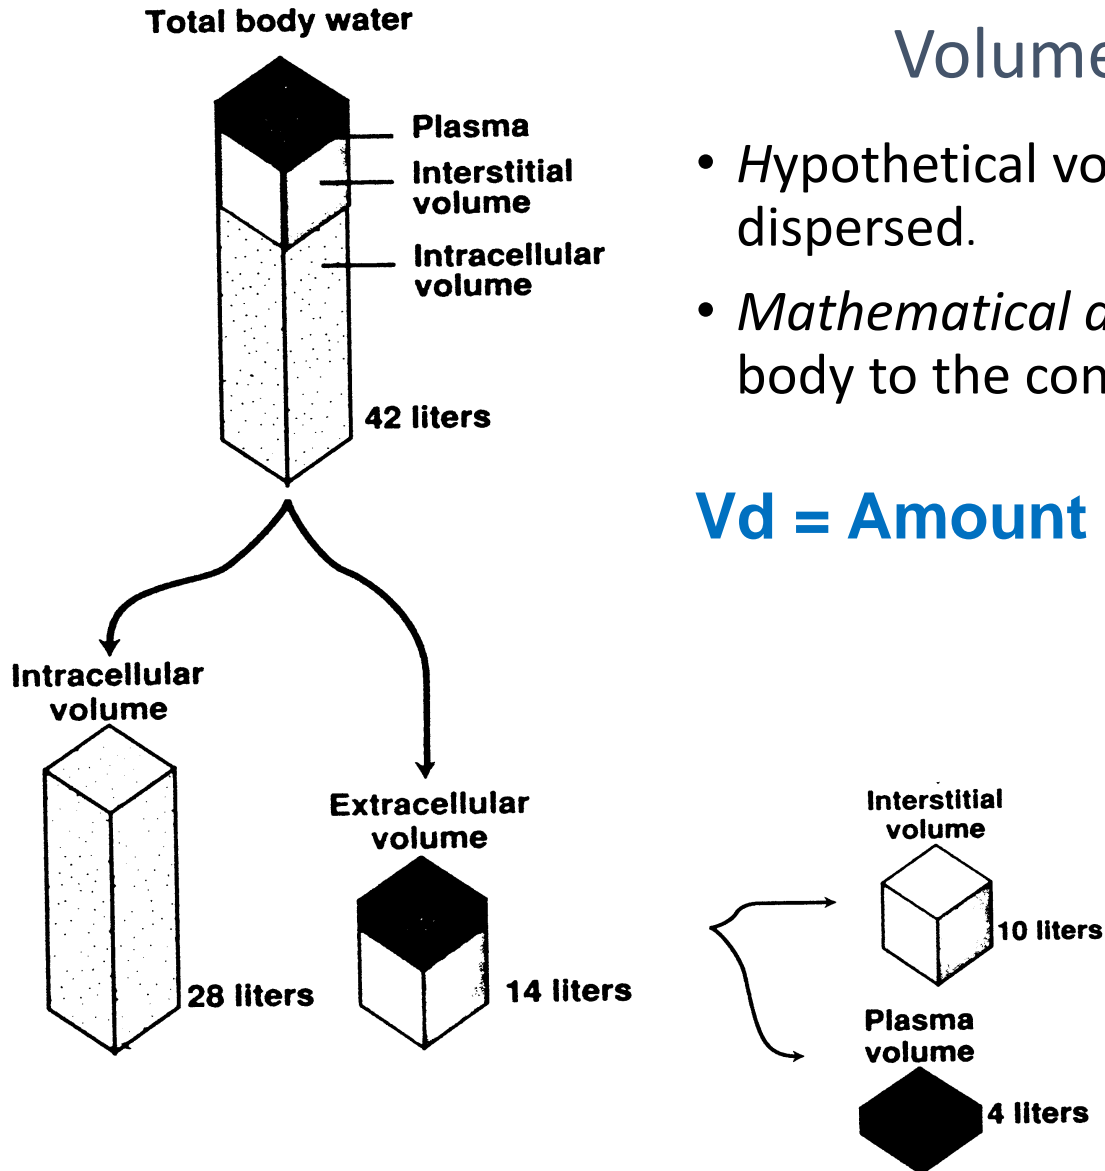 Total body water
Plasma
Interstitial
volume
Intracellular
volume
42 liters
Intracellular
volume
28 liters
Extracellular
volume
14 liters
Volume
• Hypothetical vo
dispersed.
• Mathematical
body to the con
Vd = Amount
Interstitial
volume
10 liters
Plasma
volume
4 liters